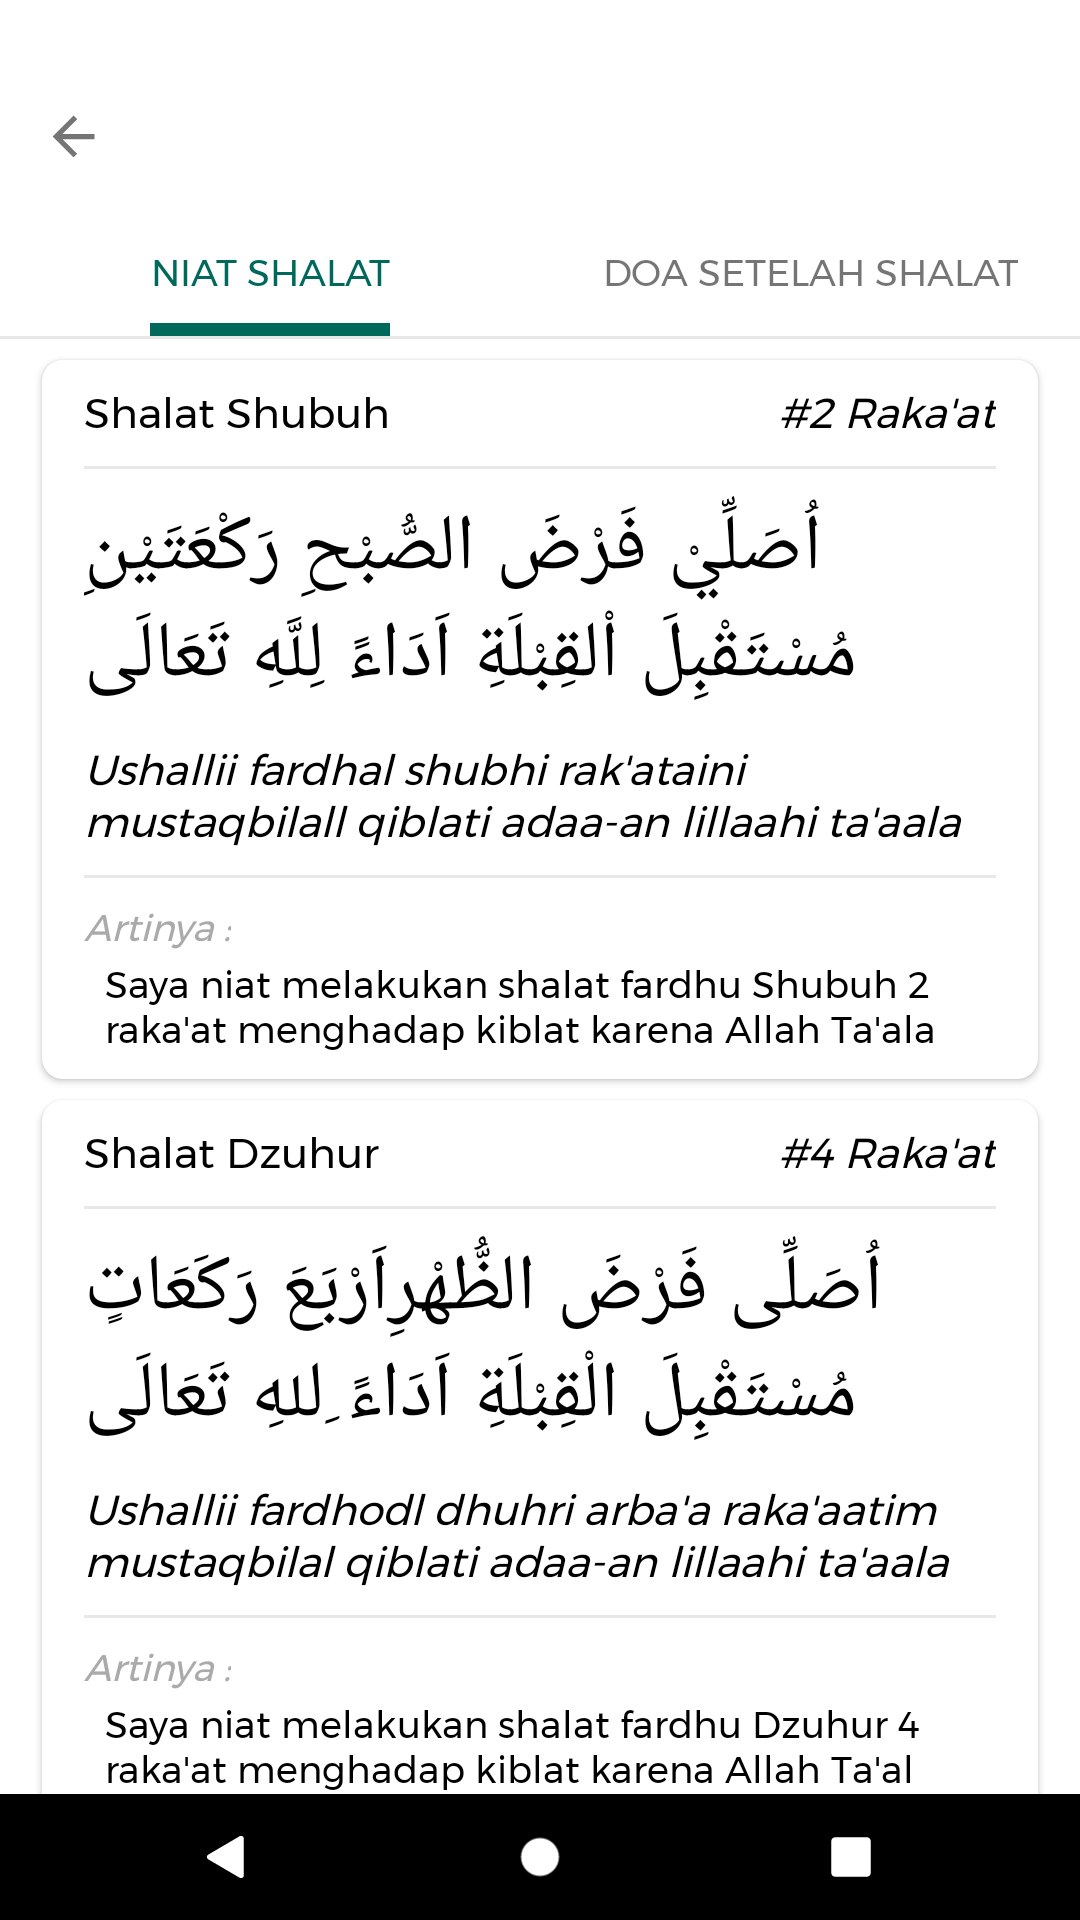 NIAT SHALAT
DOA SETELAH SHALAT
Shalat Shubuh
#2 Raka'at
اُصَلِّيْ فَرْضَ الصُّبْحِ رَكْعَتَيْنِ
مُسْتَقْبِلَ اْلقِبْلَةِ اَدَاءً لِلَّهِ تَعَالَى
Ushallii fardhal shubhi rak'ataini
mustaqbilall qiblati adaa-an lillaahi ta'aala
Artinya :
Saya niat melakukan shalat fardhu Shubuh 2
raka'at menghadap kiblat karena Allah Ta'ala
Shalat Dzuhur
#4 Raka'at
اُصَلِّى فَرْضَ الظُّهْرِاَرْبَعَ رَكَعَاتٍ
مُسْتَقْبِلَ الْقِبْلَةِ اَدَاءً ِللهِ تَعَالَى
Ushallii fardhodl dhuhri arba'a raka'aatim
mustaqbilal qiblati adaa-an lillaahi ta'aala
Artinya :
Saya niat melakukan shalat fardhu Dzuhur 4
raka'at menghadap kiblat karena Allah Ta'al